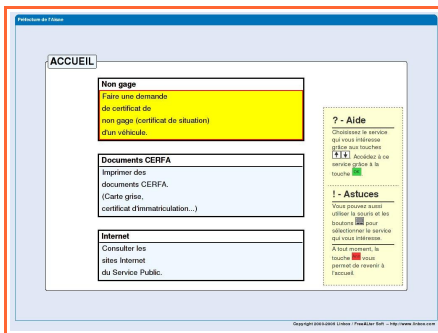 Préfecture de l'Aisne
ACCUEIL
Non gage
Faire une demande
de certificat de
non gage (certificat de situation)
d'un véhicule.
Documents CERFA
Imprimer des
documents CERFA.
(Carte grise,
certificat d'immatriculation...)
Internet
Consulter les
sites Internet
du Service Public.
? - Aide
Choisissez le service
qui vous intéresse
grâce aux touches
. Accédez à ce
service grâce à la
touche
! - Astuces
Vous pouvez aussi
utiliser la souris et les
boutons pour
sélectionner le service
qui vous intéresse.
A tout moment, la
touche vous
permet de revenir à
l'accueil.
Copyright 2003-2005 Linbox / FreeALter Soft - http://www.linbox.com